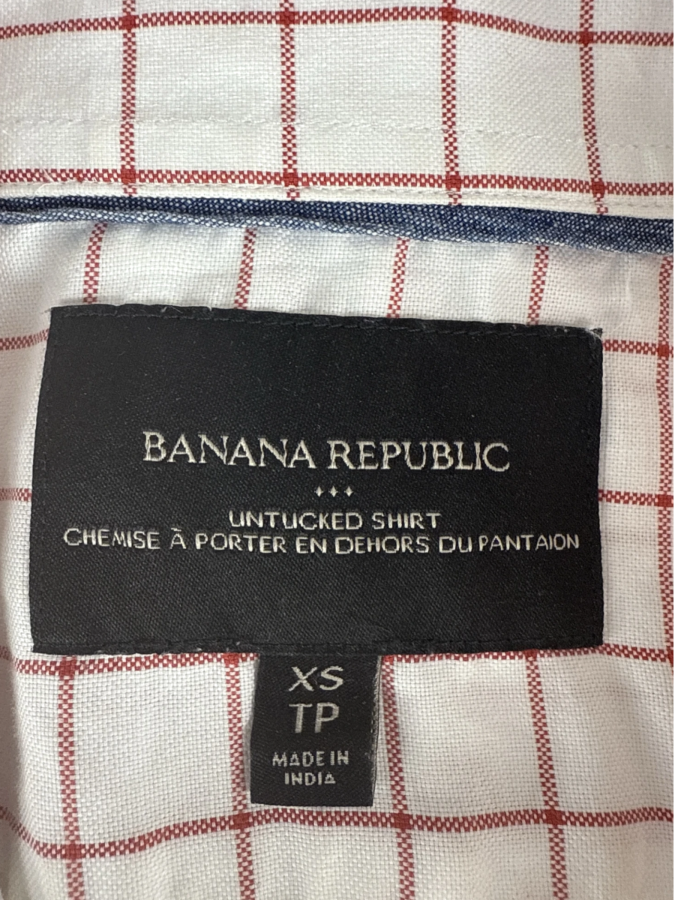 BANANA REPUBLIC
UNTUCKED SHIRT
CHEMISE À PORTER EN DEHORS DU PANTAION
XS
TP
MADE IN
INDIA